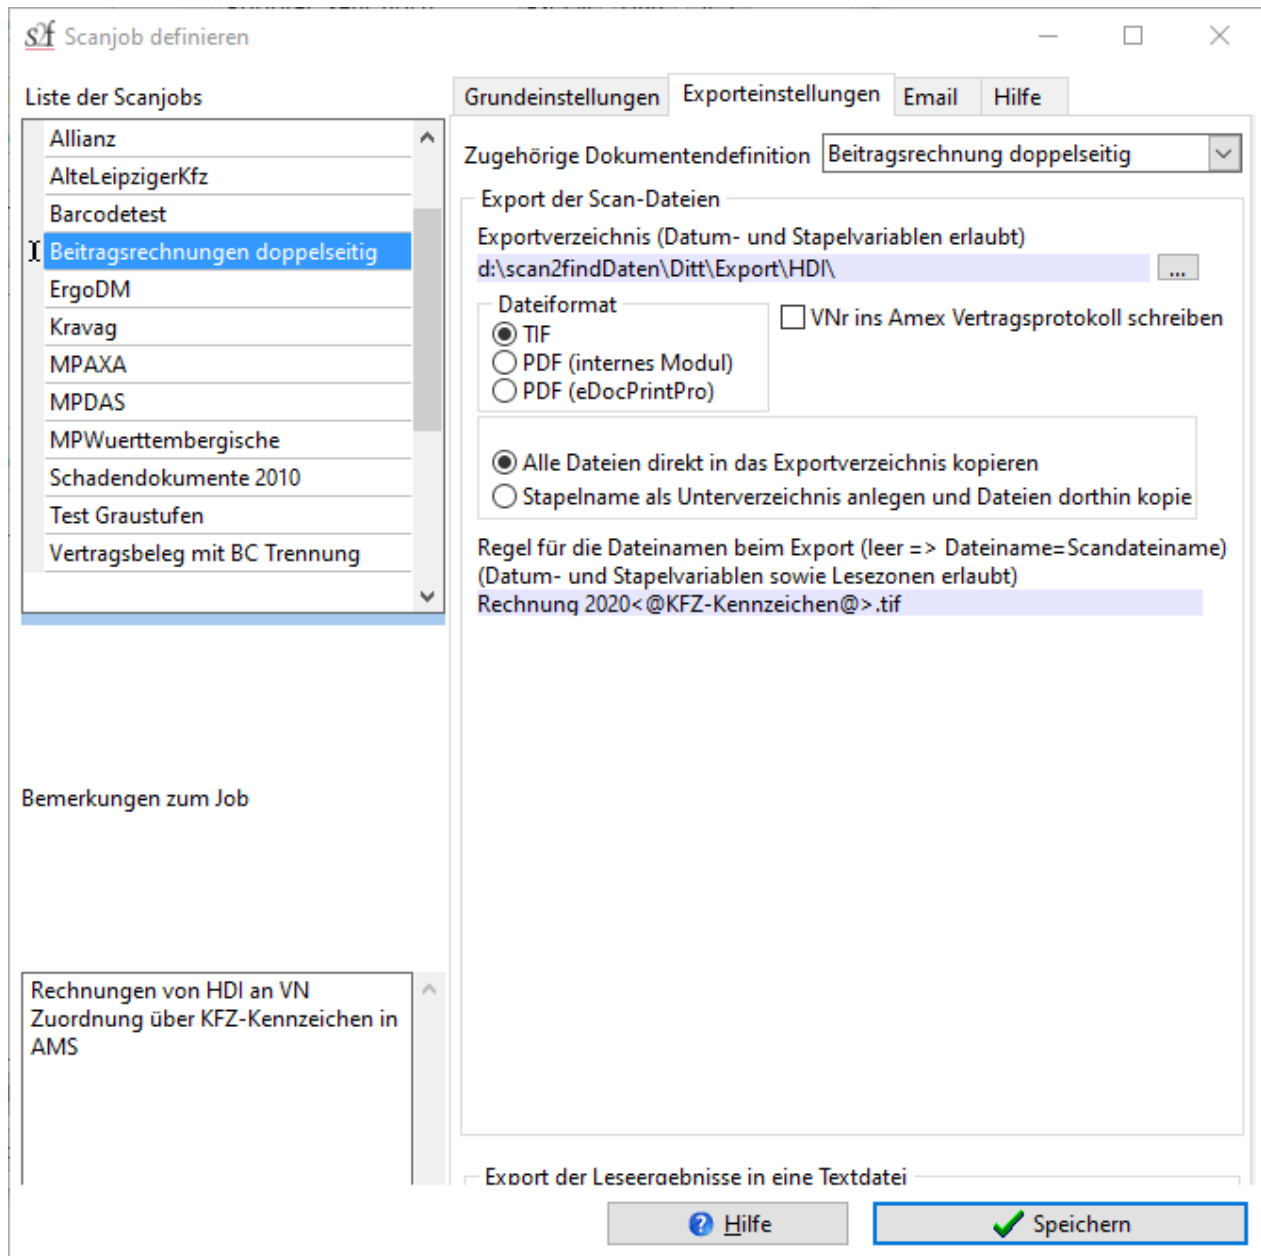 s2f Scanjob definieren
Liste der Scanjobs
Allianz
AlteLeipzigerKfz
Barcodetest
Beitragsrechnungen doppelseitig
ErgoDM
Kravag
MPAXA
MPDAS
MPWuerttembergische
Schadendokumente 2010
Test Graustufen
Vertragsbeleg mit BC Trennung
Bemerkungen zum Job
Rechnungen von HDI an VN
Zuordnung über KFZ-Kennzeichen in
AMS
Grundeinstellungen Exporteinstellungen Email Hilfe
Zugehörige Dokumentendefinition Beitragsrechnung doppelseitig
Export der Scan-Dateien
Exportverzeichnis (Datum- und Stapelvariablen erlaubt)
d:\scan2findDaten\Ditt\Export\HDI\ ...
Dateiformat
TIF
PDF (internes Modul)
PDF (eDocPrintPro)
VNr ins Amex Vertragsprotokoll schreiben
Alle Dateien direkt in das Exportverzeichnis kopieren
Stapelname als Unterverzeichnis anlegen und Dateien dorthin kopie
Regel für die Dateinamen beim Export (leer => Dateiname=Scandateiname)
(Datum- und Stapelvariablen sowie Lesezonen erlaubt)
Rechnung 2020<@KFZ-Kennzeichen@>.tif
Export der Leseergebnisse in eine Textdatei
Hilfe Speichern